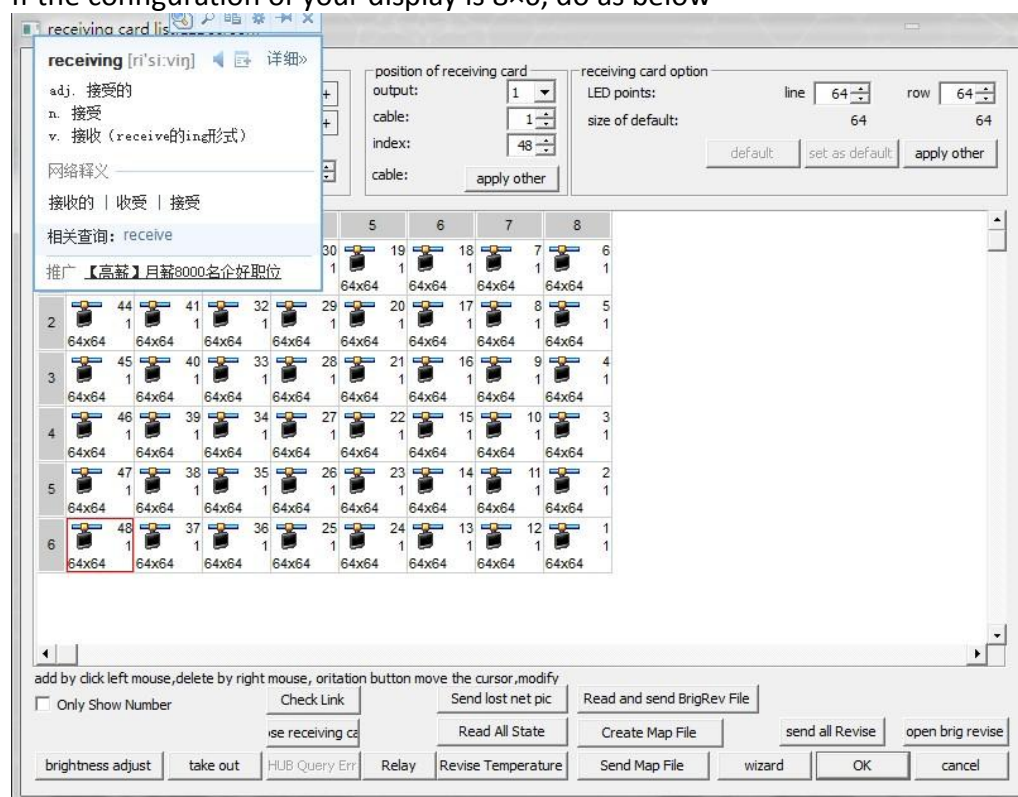 If the configuration of your display is 8×6, do as below
receiving card lis
receiving [ri'si:viŋ] 详细»
adj. 接受的
n. 接受
v. 接收（receive的ing形式）
网络释义
接收的 | 收受 | 接受
相关查询: receive
推广 【高薪】月薪8000名企好职位
position of receiving card
output: 1
cable: 1
index: 48
cable: apply other
receiving card option
LED points: line 64 row 64
size of default: 64 64
default set as default apply other
5 6 7 8
30 19 18 7 6
1 1 1 1 1
64x64 64x64 64x64 64x64
44 41 32 29 20 17 8 5
2 1 1 1 1 1 1 1 1
64x64 64x64 64x64 64x64 64x64 64x64 64x64 64x64
45 40 33 28 21 16 9 4
3 1 1 1 1 1 1 1 1
64x64 64x64 64x64 64x64 64x64 64x64 64x64 64x64
46 39 34 27 22 15 10 3
4 1 1 1 1 1 1 1 1
64x64 64x64 64x64 64x64 64x64 64x64 64x64 64x64
47 38 35 26 23 14 11 2
5 1 1 1 1 1 1 1 1
64x64 64x64 64x64 64x64 64x64 64x64 64x64 64x64
48 37 36 25 24 13 12 1
6 1 1 1 1 1 1 1 1
64x64 64x64 64x64 64x64 64x64 64x64 64x64 64x64
add by click left mouse,delete by right mouse, oritation button move the cursor,modify
Only Show Number Check Link Send lost net pic Read and send BrigRev File
ose receiving ca Read All State Create Map File send all Revise open brig revise
brightness adjust take out HUB Query Err Relay Revise Temperature Send Map File wizard OK cancel